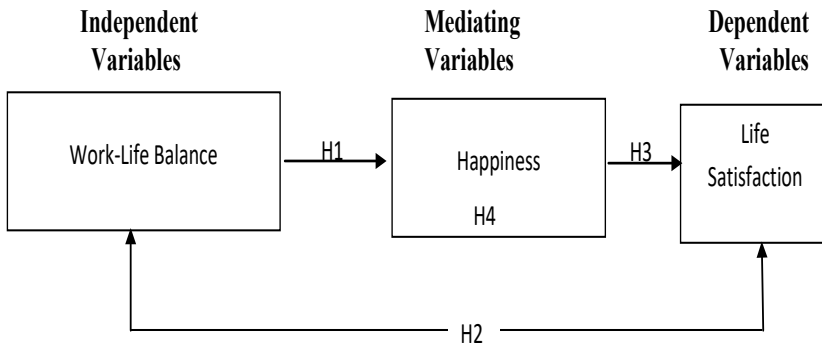 Independent
Variables
Mediating
Variables
Dependent
Variables
Work-Life Balance
H1
Happiness
H4
H3
Life
Satisfaction
H2